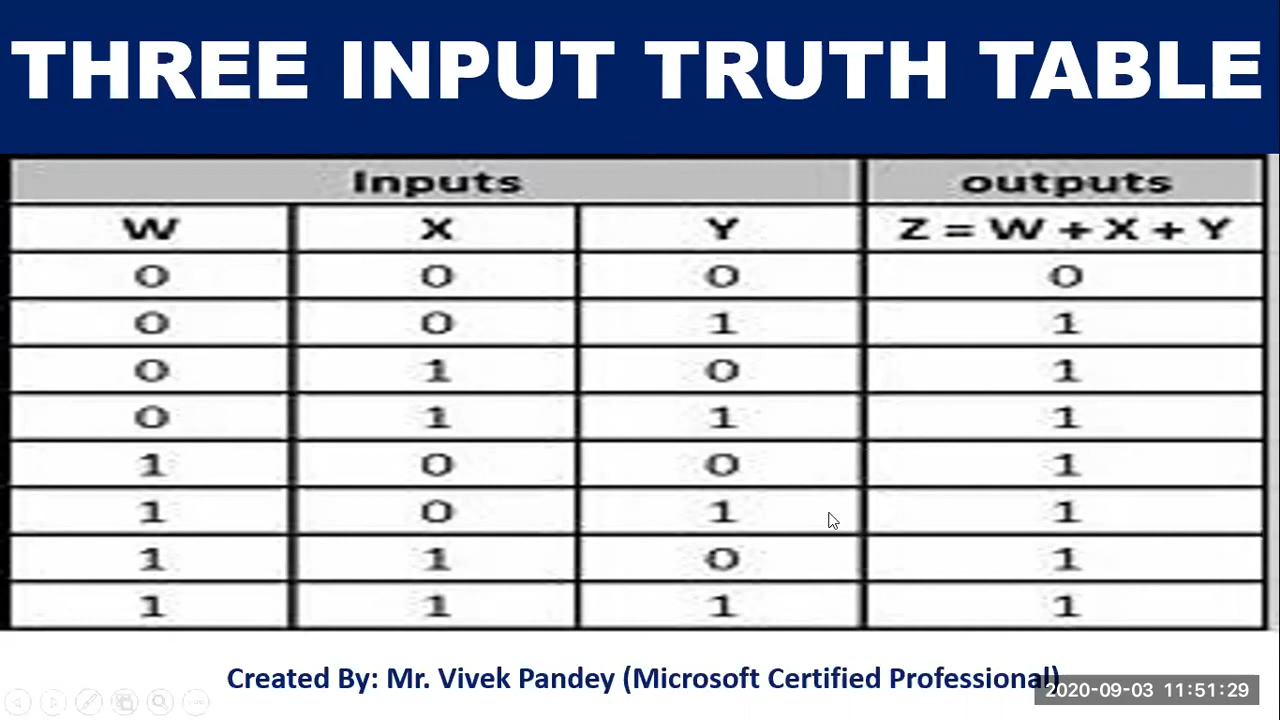 THREE INPUT TRUTH TABLE
Inputs outputs
W X Y Z = W + X + Y
0 0 0 0
0 0 1 1
0 1 0 1
0 1 1 1
1 0 0 1
1 0 1 1
1 1 0 1
1 1 1 1
Created By: Mr. Vivek Pandey (Microsoft Certified Professional)
2020-09-03 11:51:29